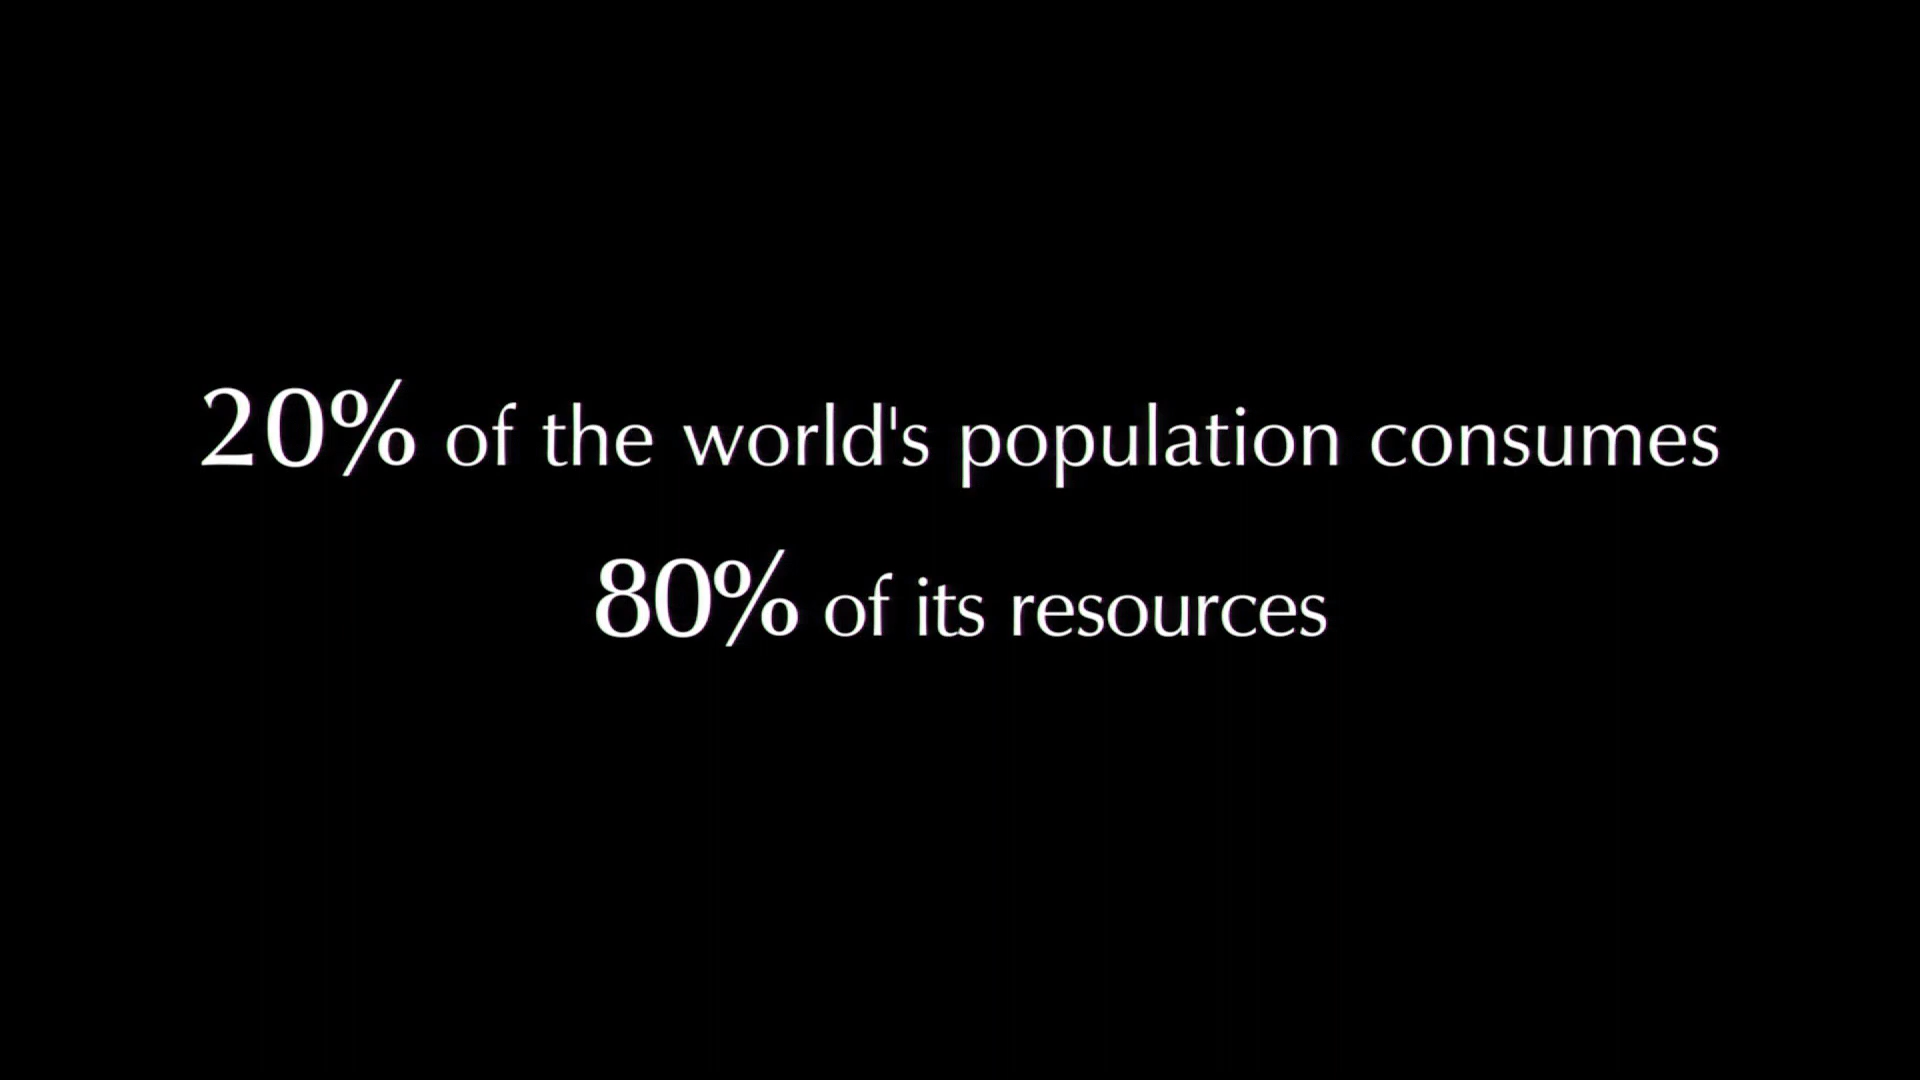 20% of the world's population consumes
80% of its resources